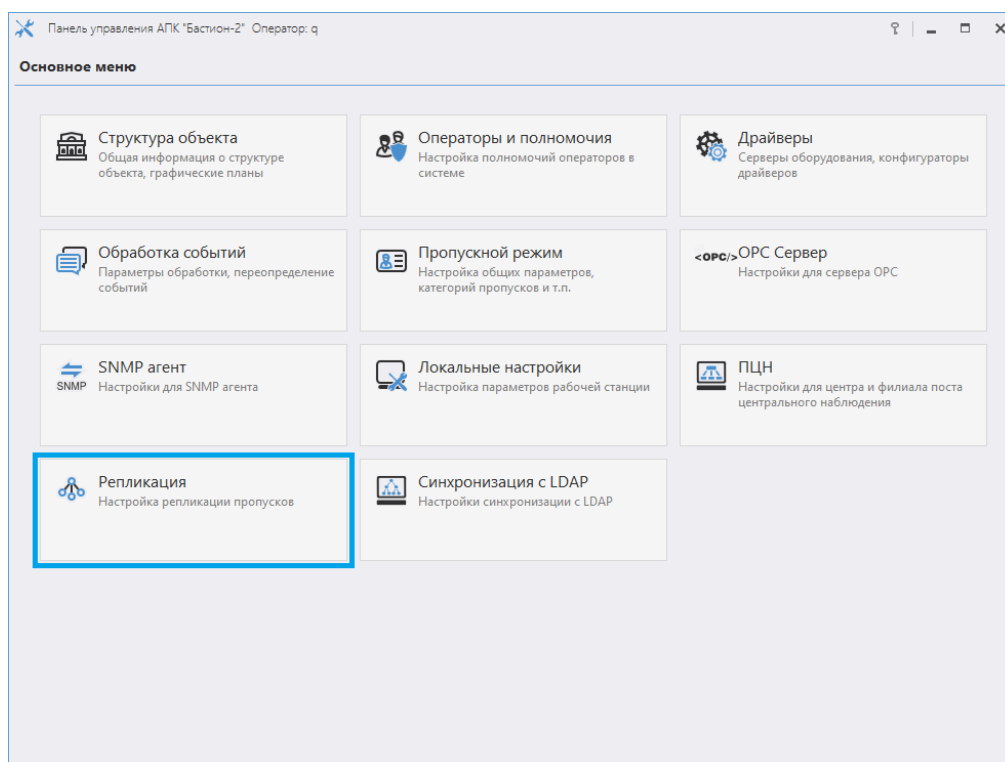 Панель управления АПК "Бастион-2" Оператор: q
Основное меню
Структура объекта
Общая информация о структуре
объекта, графические планы
Операторы и полномочия
Настройка полномочий операторов в
системе
Драйверы
Серверы оборудования, конфигураторы
драйверов
Обработка событий
Параметры обработки, переопределение
событий
Пропускной режим
Настройка общих параметров,
категорий пропусков и т.п.
<OPC/>
OPC Сервер
Настройки для сервера OPC
SNMP
SNMP агент
Настройки для SNMP агента
Локальные настройки
Настройка параметров рабочей станции
ПЦН
Настройки для центра и филиала поста
центрального наблюдения
Репликация
Настройка репликации пропусков
Синхронизация с LDAP
Настройки синхронизации с LDAP